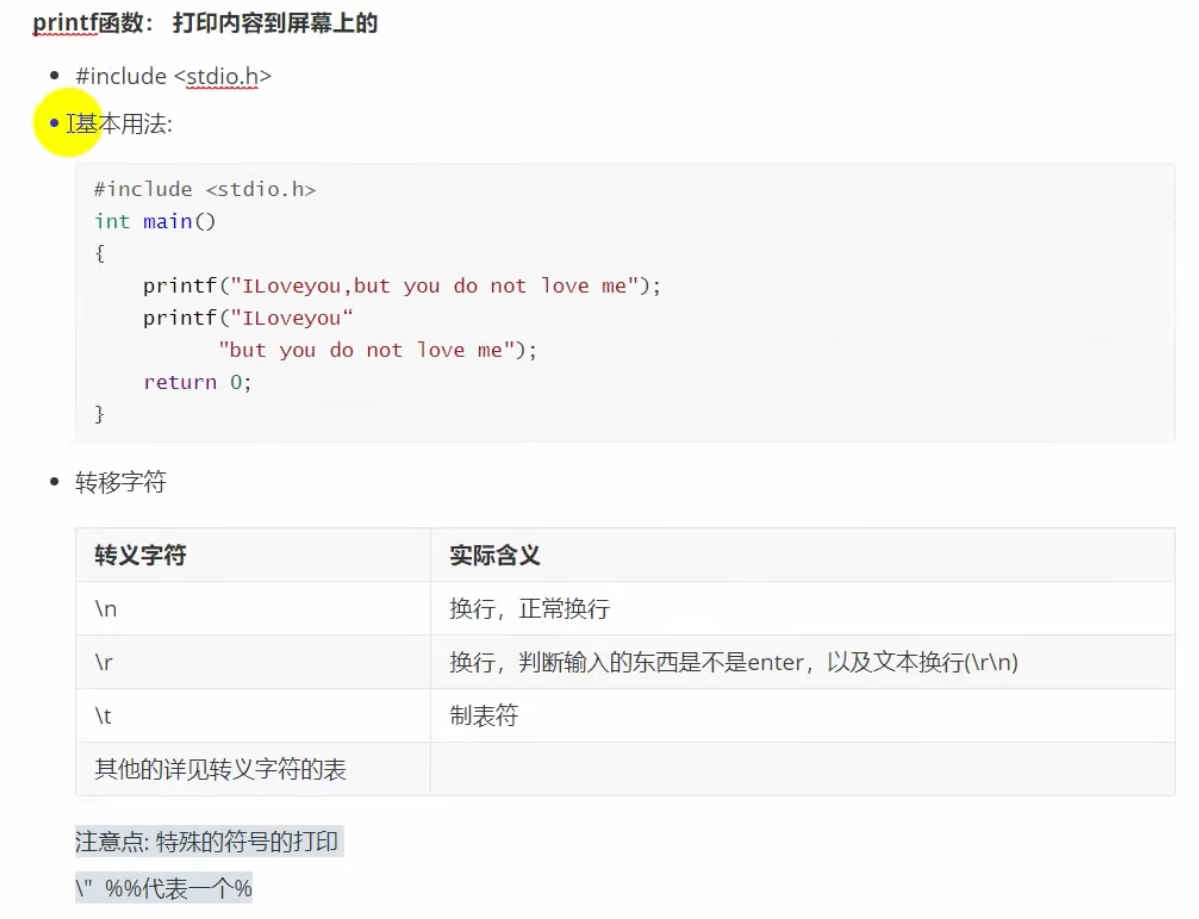 printf函数： 打印内容到屏幕上的
#include <stdio.h>
基本用法:
#include <stdio.h>
int main()
{
printf("ILoveyou,but you do not love me");
printf("ILoveyou“
"but you do not love me");
return 0;
}
转移字符
转义字符 实际含义
\n 换行，正常换行
\r 换行，判断输入的东西是不是enter，以及文本换行(\r\n)
\t 制表符
其他的详见转义字符的表
注意点: 特殊的符号的打印
\" %%代表一个%